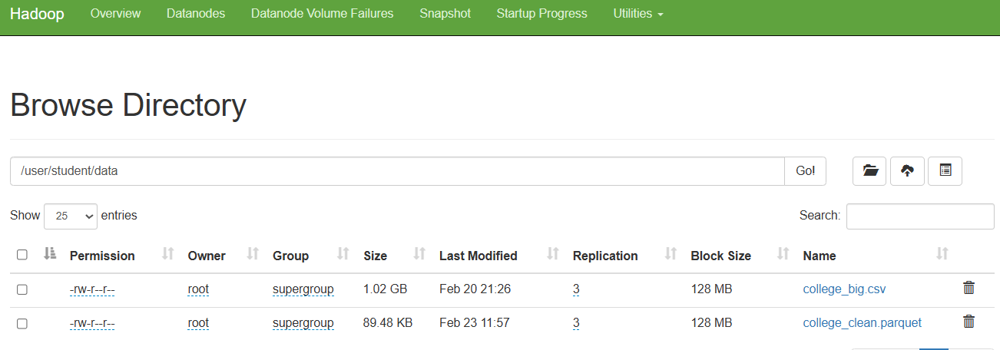 Hadoop Overview Datanodes Datanode Volume Failures Snapshot Startup Progress Utilities
Browse Directory
/user/student/data Go!
Show 25 entries Search:
Permission Owner Group Size Last Modified Replication Block Size Name
-rw-r--r-- root supergroup 1.02 GB Feb 20 21:26 3 128 MB college_big.csv
-rw-r--r-- root supergroup 89.48 KB Feb 23 11:57 3 128 MB college_clean.parquet